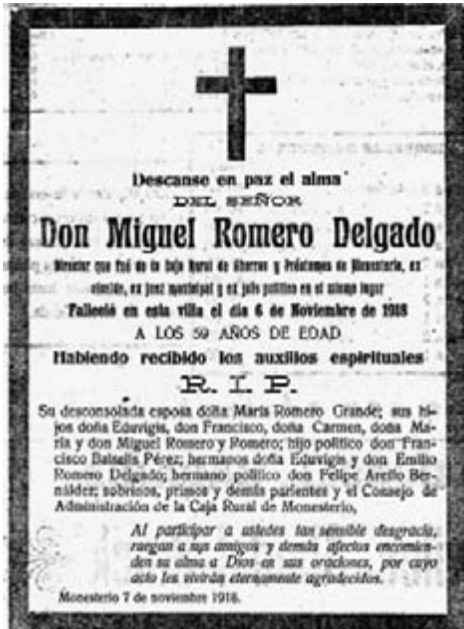 Descanse en paz el alma
DEL SEÑOR
Don Miguel Romero Delgado
Director que fué de la Caja Rural de Ahorros y Préstamos de Monesterio, ex
alcalde, ex juez municipal y ex jefe político en el mismo lugar
Falleció en esta villa el día 6 de Noviembre de 1918
A LOS 59 AÑOS DE EDAD
Habiendo recibido los auxilios espirituales
R. I. P.
Su desconsolada esposa doña María Romero Grande; sus hi-
jos doña Eduvigis, don Francisco, doña Carmen, doña Ma-
ría y don Miguel Romero y Romero; hijo político don Fran-
cisco Pérez; hermanos doña Eduvigis y don Emilio
Romero Delgado; hermano político don Felipe Ber-
náldez; sobrinos, primos y demás parientes y el Consejo de
Administración de la Caja Rural de Monesterio,
Al participar a ustedes tan sensible desgracia,
ruegan a sus amigos y demás afectos encomien-
den su alma a Dios en sus oraciones, por cuyo
acto les vivirán eternamente agradecidos.
Monesterio 7 de noviembre 1918.